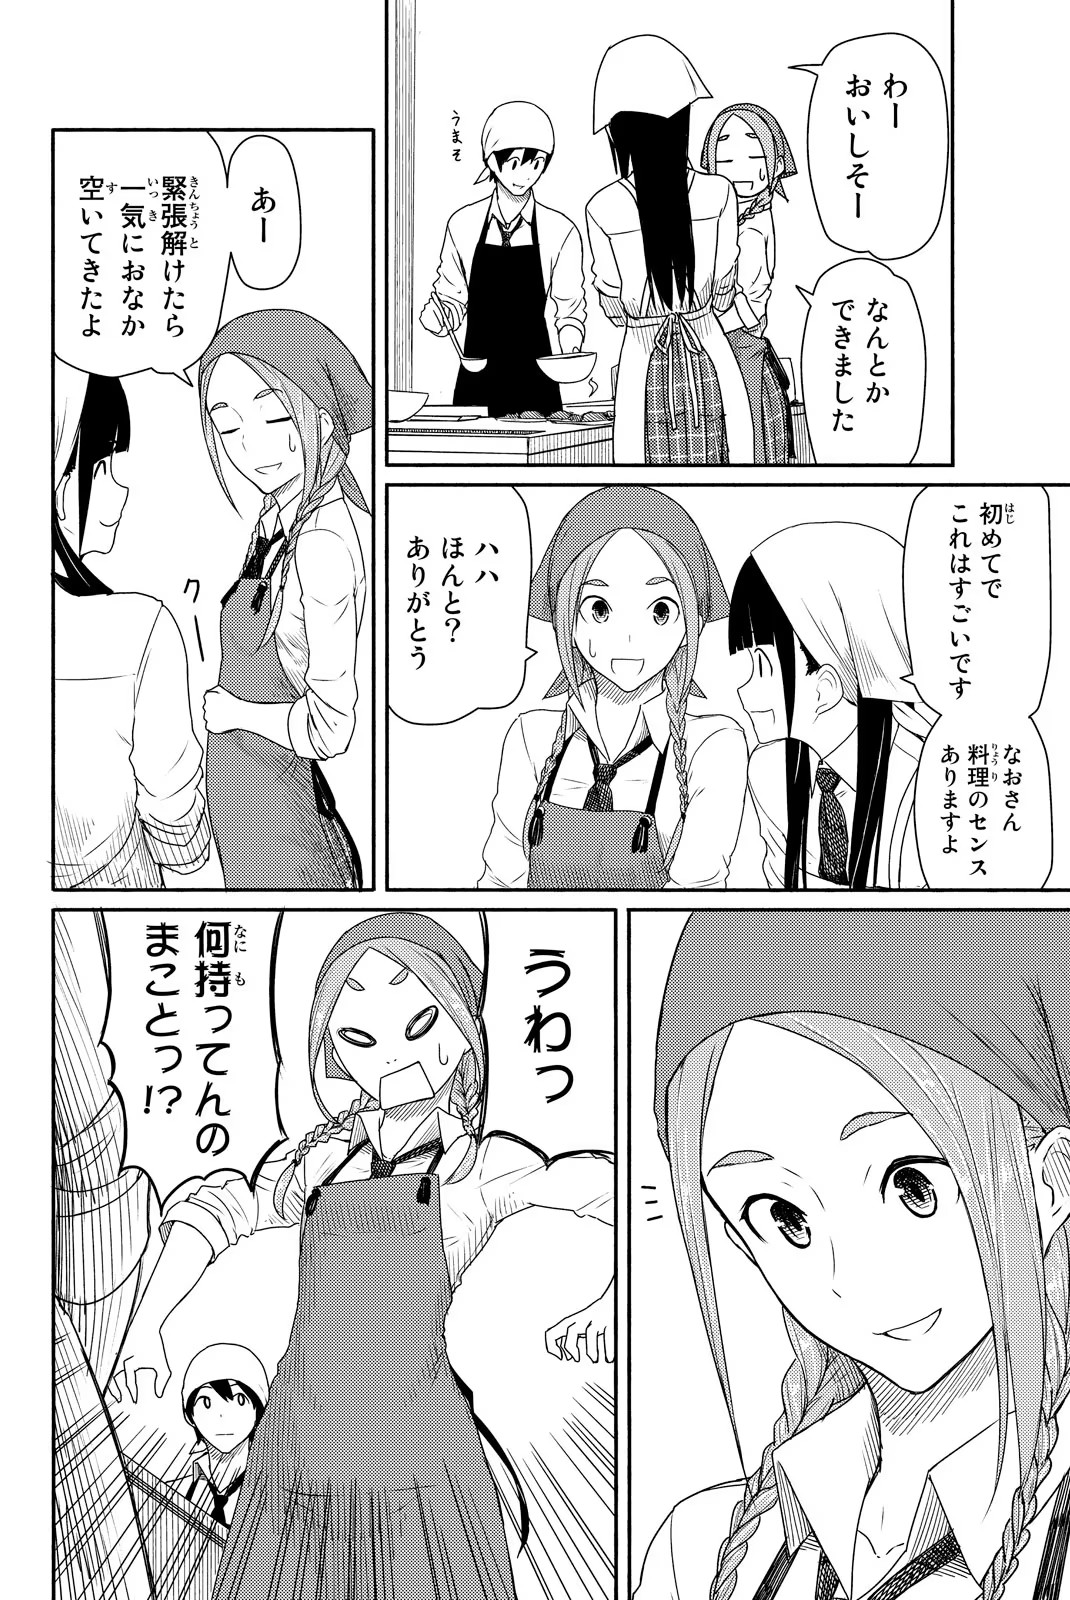 わー
おいしそー
なんとか
できました
うまそ
初めてで
これはすごいです
なおさん
料理のセンス
ありますよ
ハハ
ほんと?
ありがとう
あー
緊張解けたら
一気におなか
空いてきたよ
クー
うわっ
何持ってんの
まことっ!?